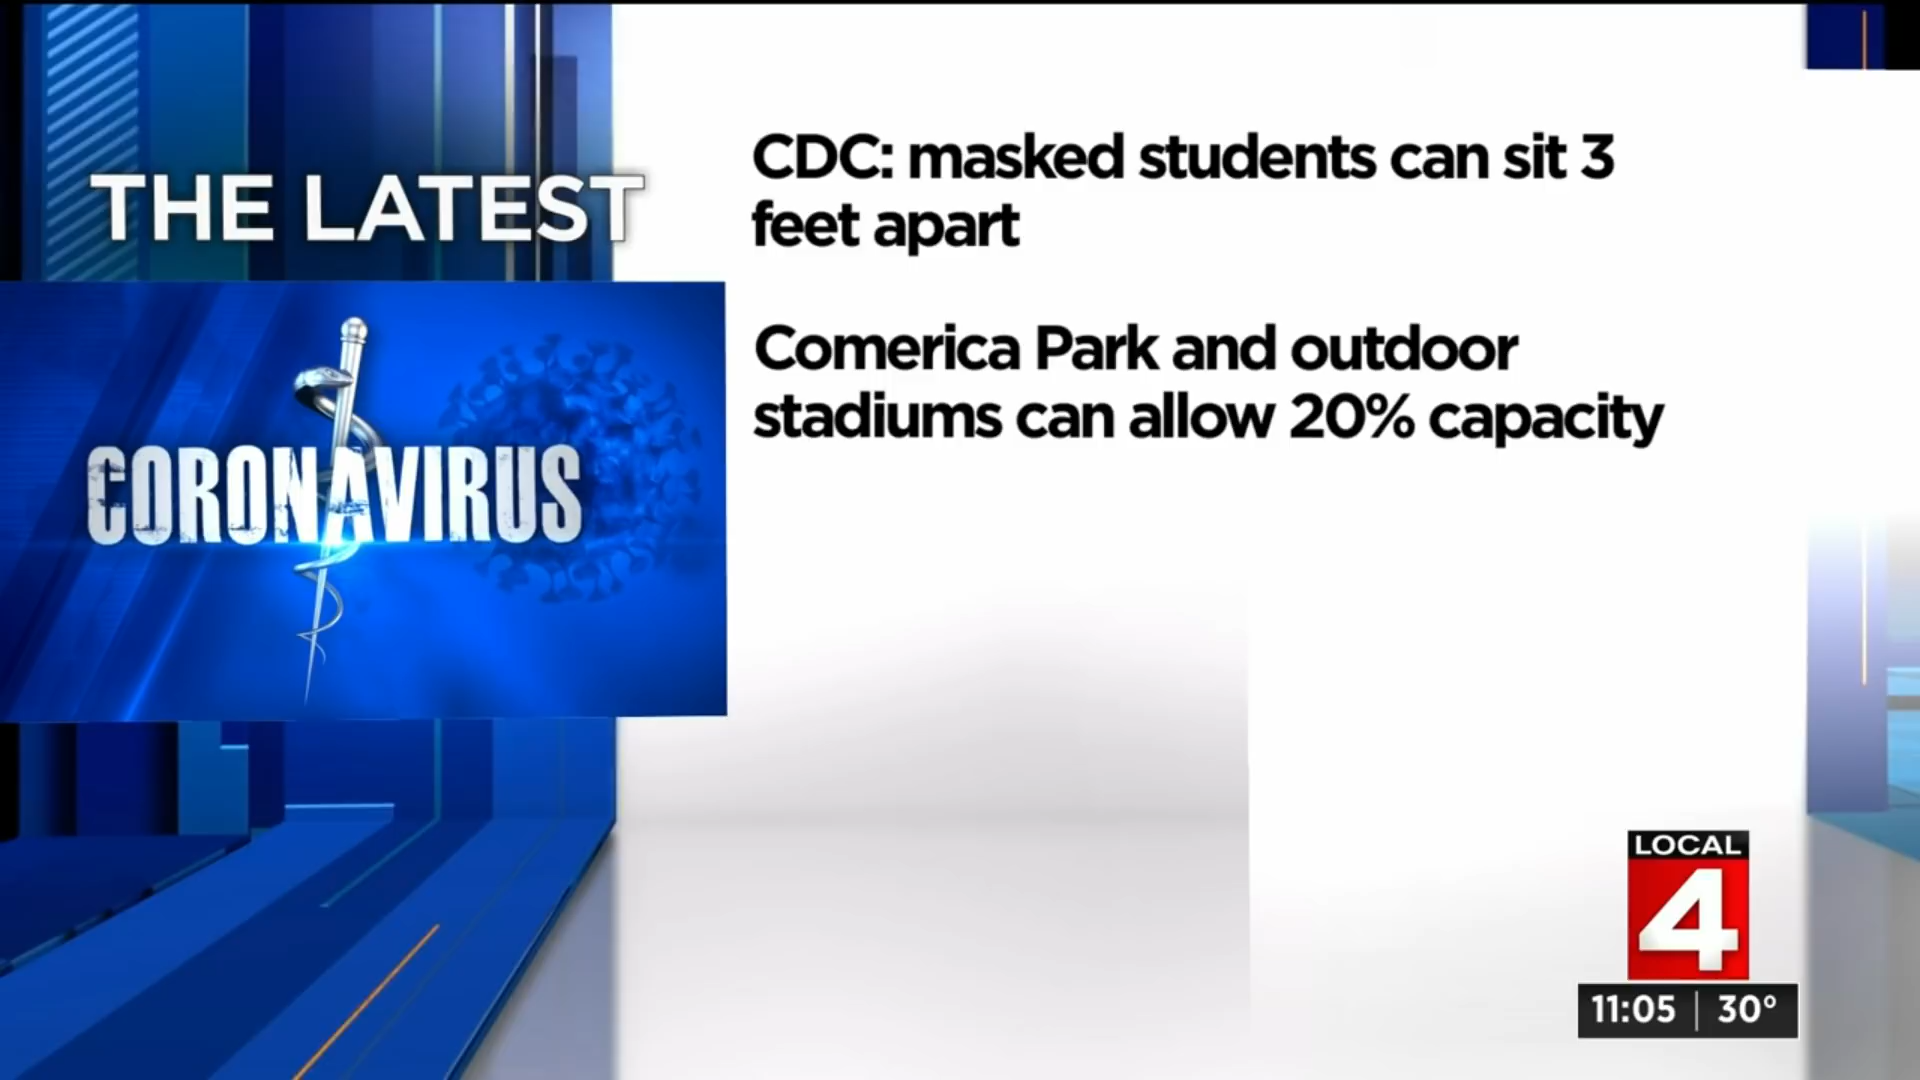 THE LATEST
CORONAVIRUS
CDC: masked students can sit 3
feet apart
Comerica Park and outdoor
stadiums can allow 20% capacity
LOCAL
4
11:05 | 30°